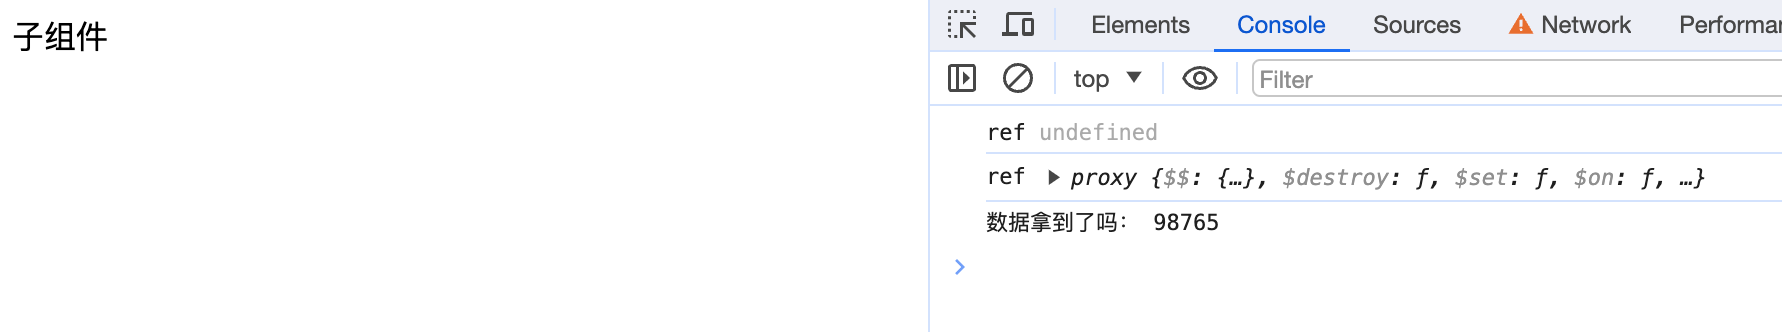 子组件
Elements Console Sources Network Performa
top Filter
ref undefined
ref proxy {$$: {…}, $destroy: ƒ, $set: ƒ, $on: ƒ, …}
数据拿到了吗： 98765